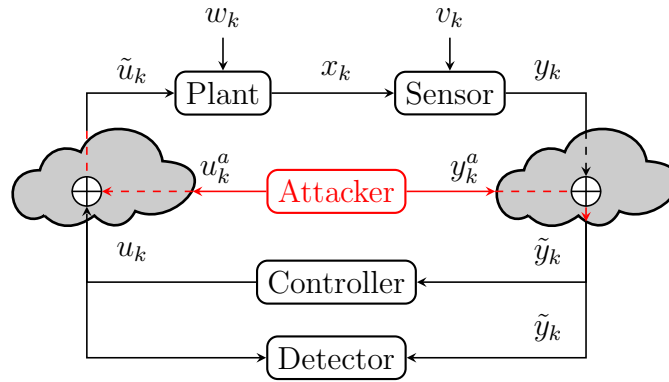 w_k v_k
ũ_k x_k y_k
Plant Sensor
u_k^a y_k^a
Attacker
u_k ỹ_k
Controller
ỹ_k
Detector